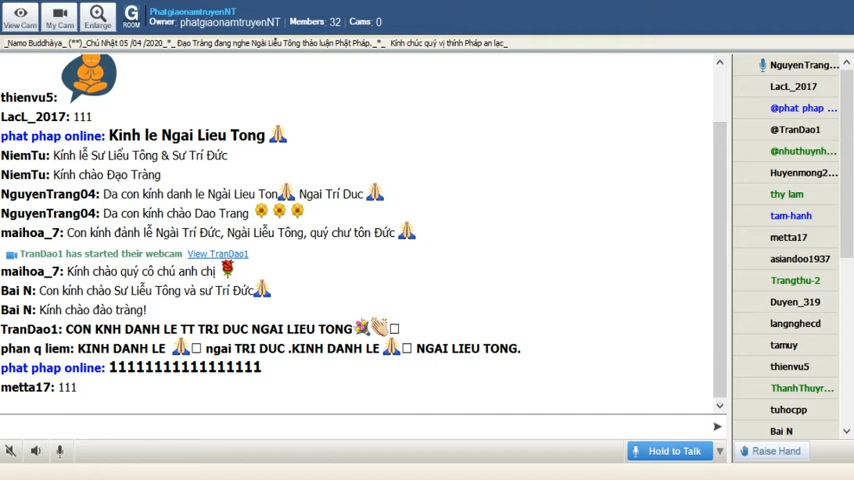 View Cam
My Cam
Enlarge
G
ROOM
PhatgiaonamtruyenNT
Owner: phatgiaonamtruyenNT Members: 32 Cams: 0
_Namo Buddhàya_ (**)_Chủ Nhật 05 /04 /2020_*_ Đạo Tràng đang nghe Ngài Liễu Tông thảo luận Phật Pháp._*_ Kính chúc quý vị thính Pháp an lạc_
thienvu5:
LacL_2017: 111
phat phap online: Kinh le Ngai Lieu Tong
NiemTu: Kính lễ Sư Liễu Tông & Sư Trí Đức
NiemTu: Kính chào Đạo Tràng
NguyenTrang04: Da con kính danh le Ngài Lieu Ton Ngai Trí Duc
NguyenTrang04: Da con kính chào Dao Trang
maihoa_7: Con kính đảnh lễ Ngài Trí Đức, Ngài Liễu Tông, quý chư tôn Đức
TranDao1 has started their webcam View TranDao1
maihoa_7: Kính chào quý cô chú anh chị
Bai N: Con kính chào Sư Liễu Tông và sư Trí Đức
Bai N: Kính chào đào tràng!
TranDao1: CON KNH DANH LE TT TRI DUC NGAI LIEU TONG
phan q liem: KINH DANH LE ngai TRI DUC .KINH DANH LE NGAI LIEU TONG.
phat phap online: 11111111111111111
metta17: 111
Hold to Talk
NguyenTrang...
LacL_2017
@phat phap ...
@TranDao1
@nhuthuynh...
Huyenmong2...
thy lam
tam-hanh
metta17
asiandoo1937
Trangthu-2
Duyen_319
langnghecd
tamuy
thienvu5
ThanhThuyr...
tuhocpp
Bai N
Raise Hand